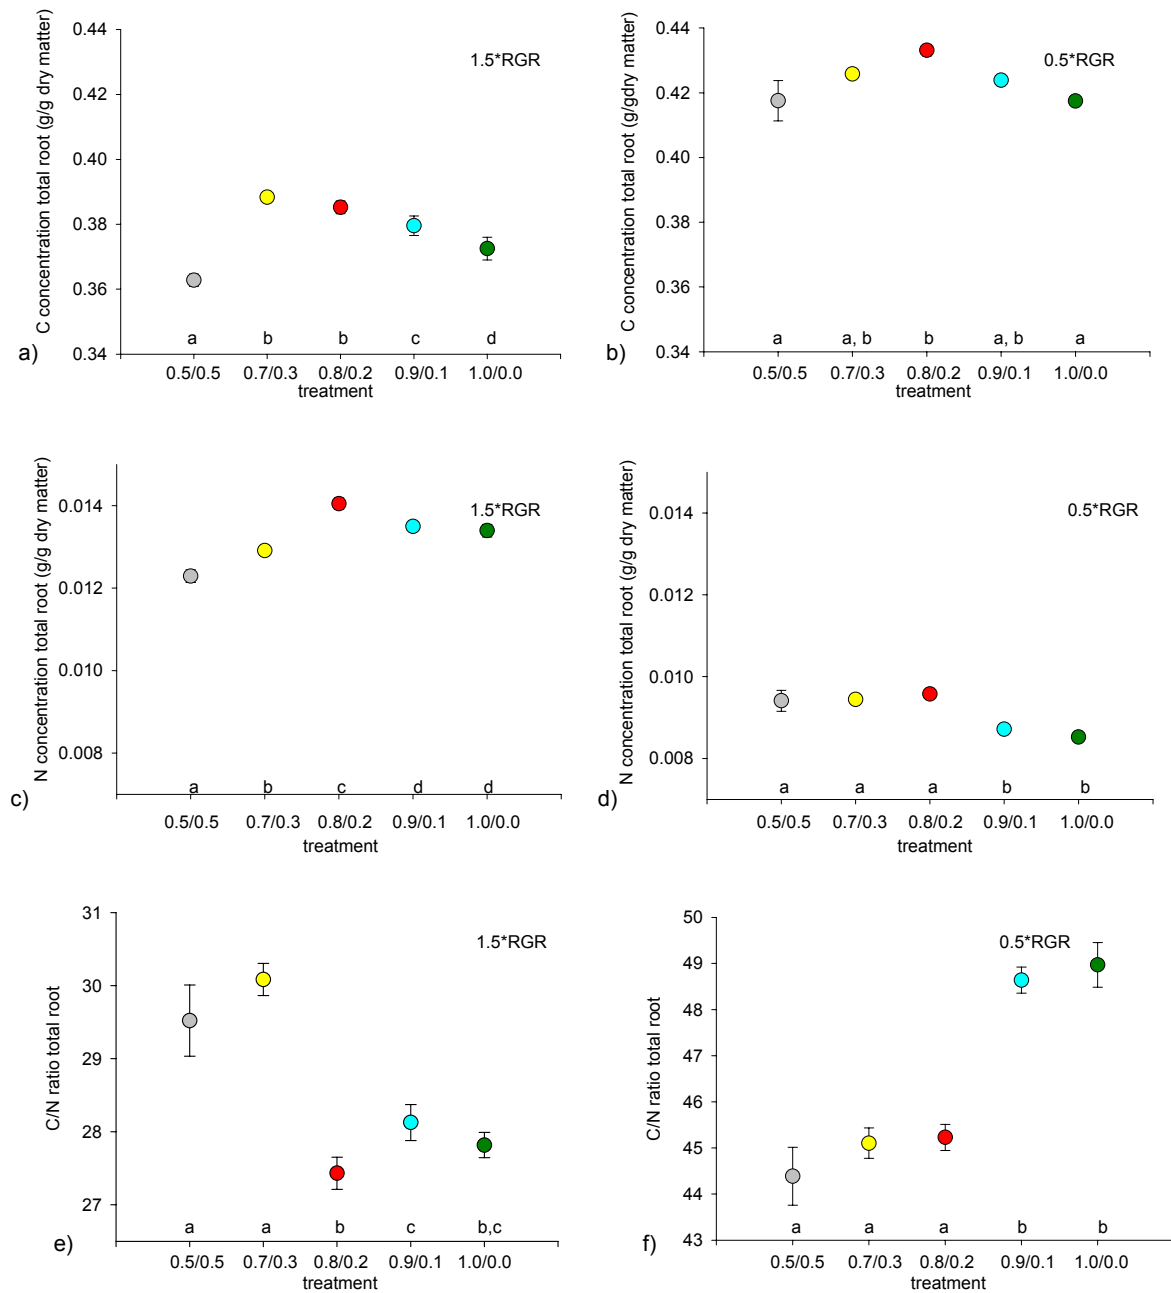 C concentration total root (g/g dry matter)
0.44
0.42
0.40
0.38
0.36
0.34
1.5*RGR
a b b c d
0.5/0.5 0.7/0.3 0.8/0.2 0.9/0.1 1.0/0.0
treatment
a)
C concentration total root (g/gdry matter)
0.44
0.42
0.40
0.38
0.36
0.34
0.5*RGR
a a, b b a, b a
0.5/0.5 0.7/0.3 0.8/0.2 0.9/0.1 1.0/0.0
treatment
b)
N concentration total root (g/g dry matter)
0.014
0.012
0.010
0.008
1.5*RGR
a b c d d
0.5/0.5 0.7/0.3 0.8/0.2 0.9/0.1 1.0/0.0
treatment
c)
N concentration total root (g/g dry matter)
0.014
0.012
0.010
0.008
0.5*RGR
a a a b b
0.5/0.5 0.7/0.3 0.8/0.2 0.9/0.1 1.0/0.0
treatment
d)
C/N ratio total root
31
30
29
28
27
1.5*RGR
a a b c b,c
0.5/0.5 0.7/0.3 0.8/0.2 0.9/0.1 1.0/0.0
treatment
e)
C/N ratio total root
50
49
48
47
46
45
44
43
0.5*RGR
a a a b b
0.5/0.5 0.7/0.3 0.8/0.2 0.9/0.1 1.0/0.0
treatment
f)